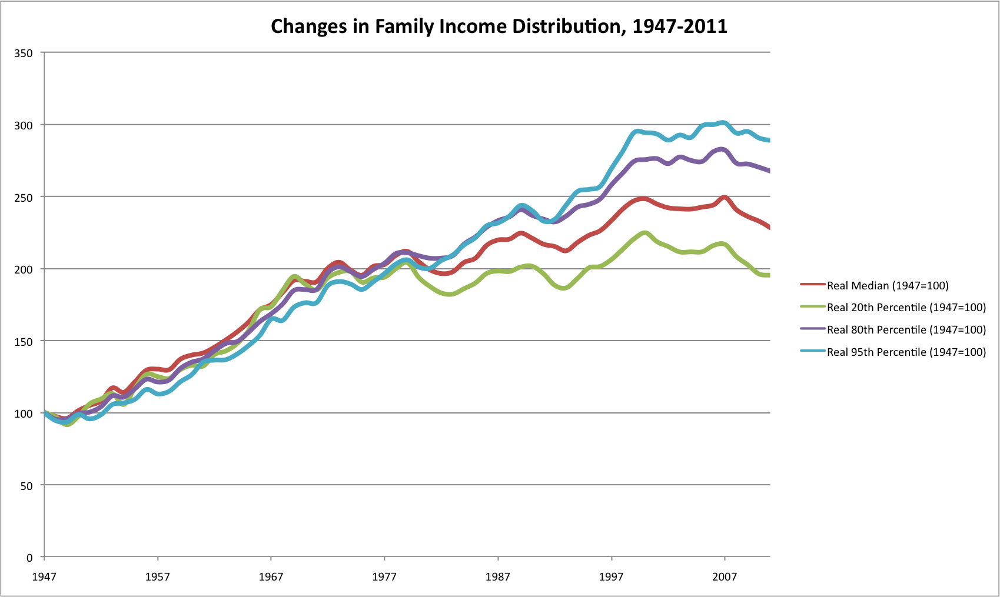 Changes in Family Income Distribution, 1947-2011
350
300
250
200
150
100
50
0
1947 1957 1967 1977 1987 1997 2007
Real Median (1947=100)
Real 20th Percentile (1947=100)
Real 80th Percentile (1947=100)
Real 95th Percentile (1947=100)